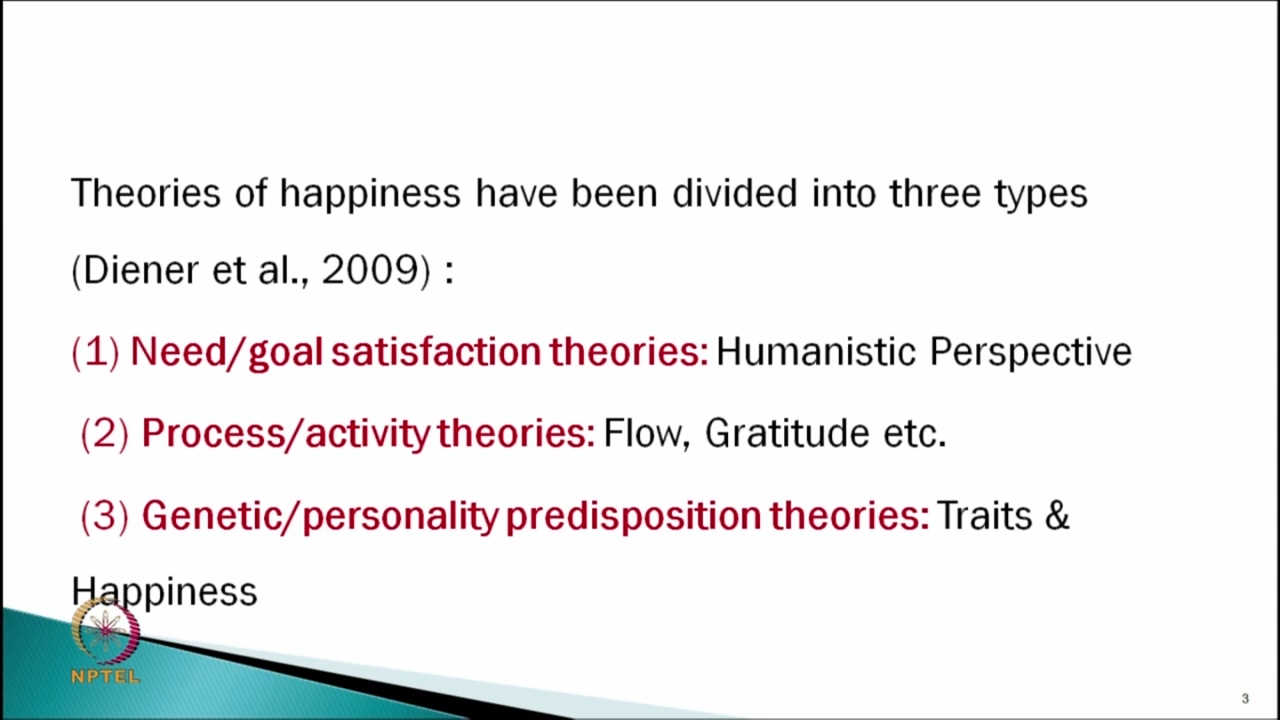 Theories of happiness have been divided into three types
(Diener et al., 2009) :
(1) Need/goal satisfaction theories: Humanistic Perspective
(2) Process/activity theories: Flow, Gratitude etc.
(3) Genetic/personality predisposition theories: Traits &
Happiness
NPTEL
3